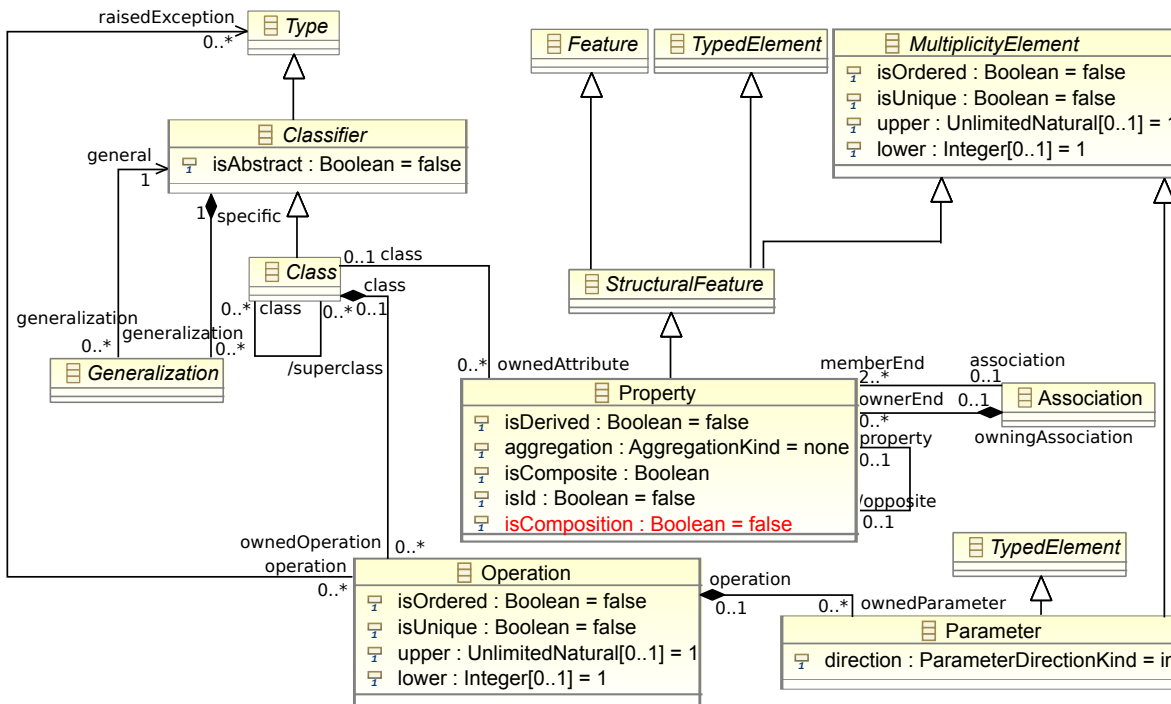 raisedException
0..*
Type
Feature
TypedElement
MultiplicityElement
isOrdered : Boolean = false
isUnique : Boolean = false
upper : UnlimitedNatural[0..1] = 1
lower : Integer[0..1] = 1
Classifier
isAbstract : Boolean = false
general
1
1
specific
Class
0..1 class
class
0..1
0..*
class
0..*
/superclass
StructuralFeature
generalization
generalization
0..*
0..*
Generalization
0..*
ownedAttribute
Property
isDerived : Boolean = false
aggregation : AggregationKind = none
isComposite : Boolean
isId : Boolean = false
isComposition : Boolean = false
memberEnd
association
2..*
0..1
ownerEnd
0..1
0..*
owningAssociation
Association
property
0..1
/opposite
0..1
ownedOperation
0..*
operation
0..*
Operation
isOrdered : Boolean = false
isUnique : Boolean = false
upper : UnlimitedNatural[0..1] = 1
lower : Integer[0..1] = 1
operation
0..1
0..*
ownedParameter
TypedElement
Parameter
direction : ParameterDirectionKind = in